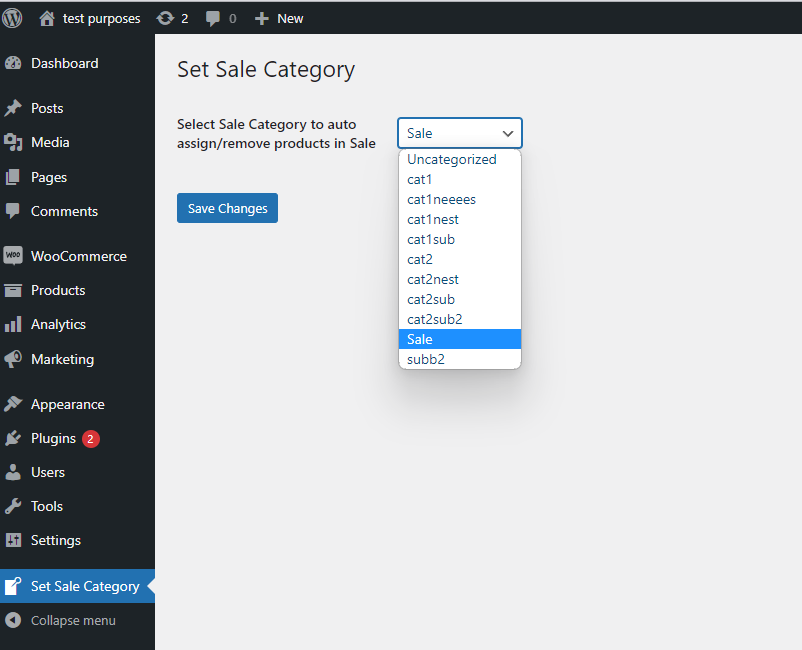 test purposes 2 0 New
Dashboard
Posts
Media
Pages
Comments
WooCommerce
Products
Analytics
Marketing
Appearance
Plugins 2
Users
Tools
Settings
Set Sale Category
Collapse menu
Set Sale Category
Select Sale Category to auto
assign/remove products in Sale
Sale
Uncategorized
cat1
cat1neeees
cat1nest
cat1sub
cat2
cat2nest
cat2sub
cat2sub2
Sale
subb2
Save Changes